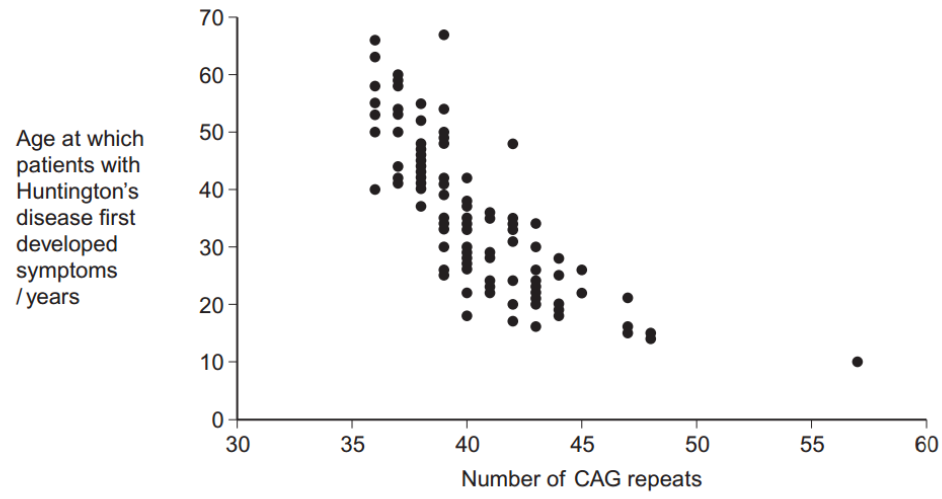 70
60
50
40
30
20
10
0
Age at which
patients with
Huntington's
disease first
developed
symptoms
/ years
30 35 40 45 50 55 60
Number of CAG repeats